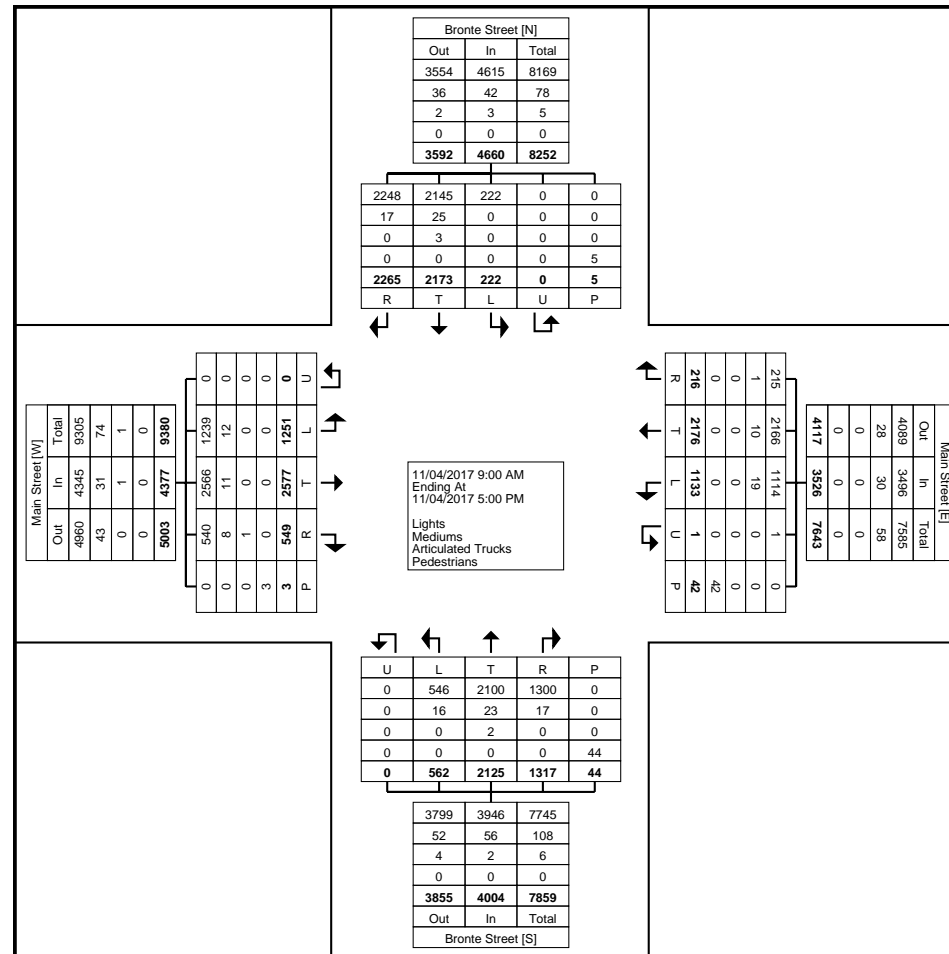 Bronte Street [N]
Out In Total
3554 4615 8169
36 42 78
2 3 5
0 0 0
3592 4660 8252
2248 2145 222 0 0
17 25 0 0 0
0 3 0 0 0
0 0 0 0 5
2265 2173 222 0 5
R T L U P
Main Street [W]
Total 9305 74 1 0 9380
In 4345 31 1 0 4377
Out 4960 43 0 0 5003
0 0 0 0 0 U
1239 12 0 0 1251 L
2566 11 0 0 2577 T
540 8 1 0 549 R
0 0 0 3 3 P
11/04/2017 9:00 AM
Ending At
11/04/2017 5:00 PM
Lights
Mediums
Articulated Trucks
Pedestrians
R 216 0 0 1 215
T 2176 0 0 10 2166
L 1133 0 0 19 1114
U 1 0 0 0 1
P 42 42 0 0 0
Main Street [E]
Out 4089 28 0 0 4117
In 3496 30 0 0 3526
Total 7585 58 0 0 7643
U L T R P
0 546 2100 1300 0
0 16 23 17 0
0 0 2 0 0
0 0 0 0 44
0 562 2125 1317 44
3799 3946 7745
52 56 108
4 2 6
0 0 0
3855 4004 7859
Out In Total
Bronte Street [S]